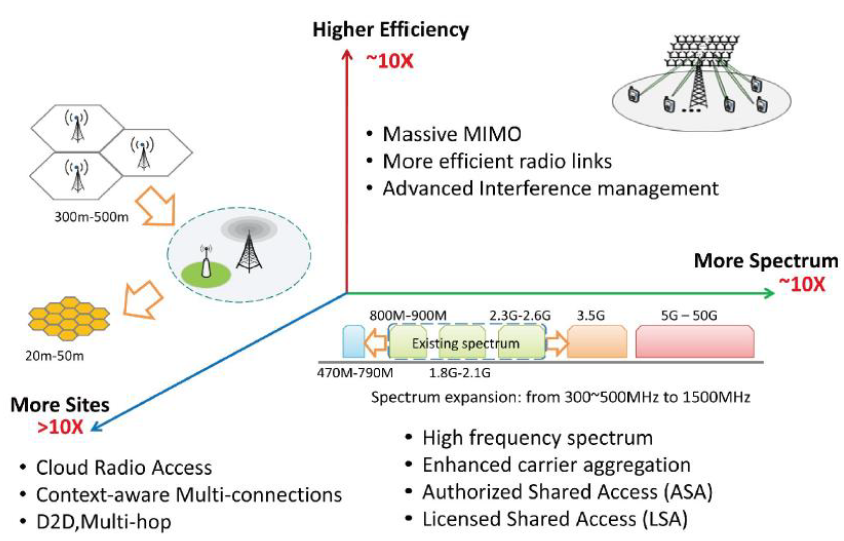 Higher Efficiency
~10X
• Massive MIMO
• More efficient radio links
• Advanced Interference management
300m-500m
20m-50m
More Spectrum
~10X
800M-900M
2.3G-2.6G
3.5G
5G – 50G
Existing spectrum
470M-790M
1.8G-2.1G
Spectrum expansion: from 300~500MHz to 1500MHz
More Sites
>10X
• Cloud Radio Access
• Context-aware Multi-connections
• D2D,Multi-hop
• High frequency spectrum
• Enhanced carrier aggregation
• Authorized Shared Access (ASA)
• Licensed Shared Access (LSA)